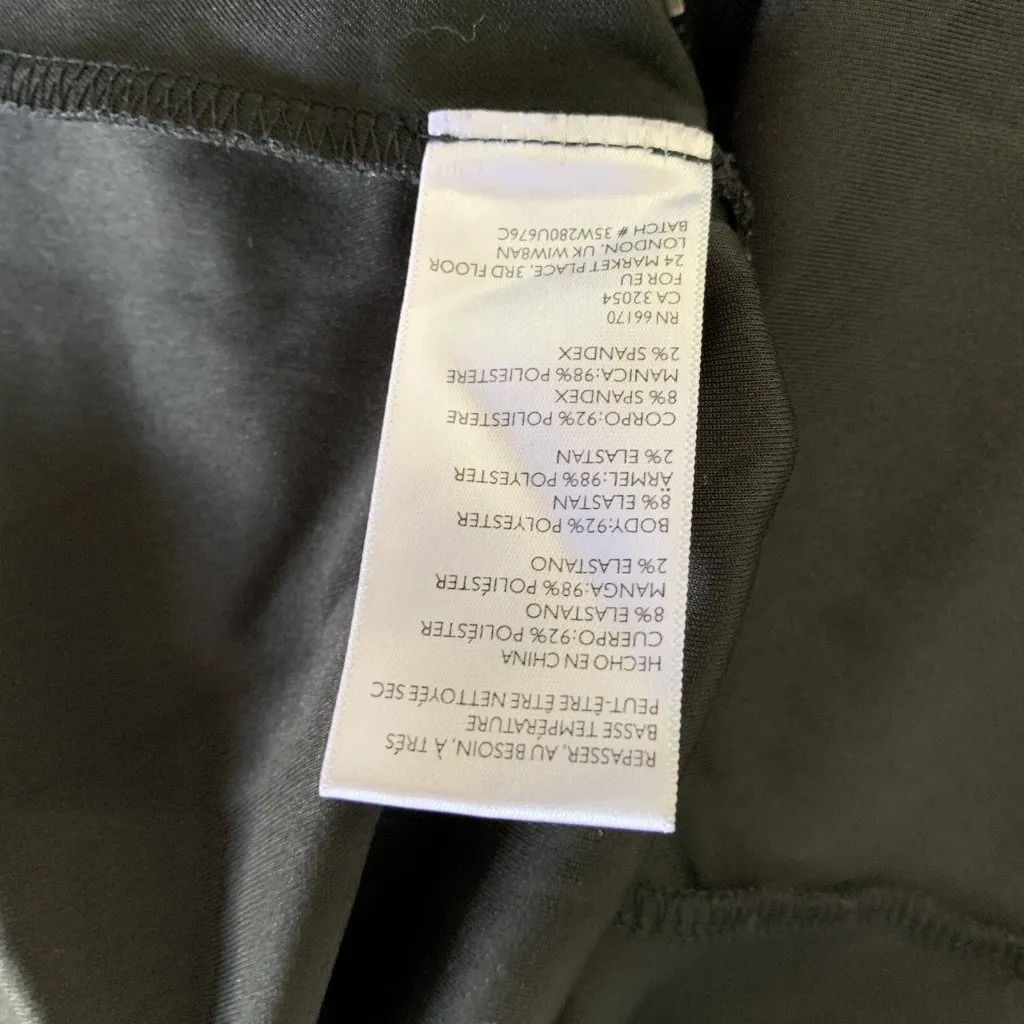 REPASSER, AU BESOIN, À TRÉS
BASSE TEMPÉRATURE
PEUT-ÊTRE ÊTRE NETTOYÉE SEC
HECHO EN CHINA
CUERPO:92% POLIÉSTER
8% ELASTANO
MANGA:98% POLIÉSTER
2% ELASTANO
BODY:92% POLYESTER
8% ELASTAN
ÄRMEL:98% POLYESTER
2% ELASTAN
CORPO:92% POLIESTERE
8% SPANDEX
MANICA:98% POLIESTERE
2% SPANDEX
RN 66170
CA 32054
FOR EU
24 MARKET PLACE, 3RD FLOOR
LONDON, UK WIW8AN
BATCH # 35W280U676C